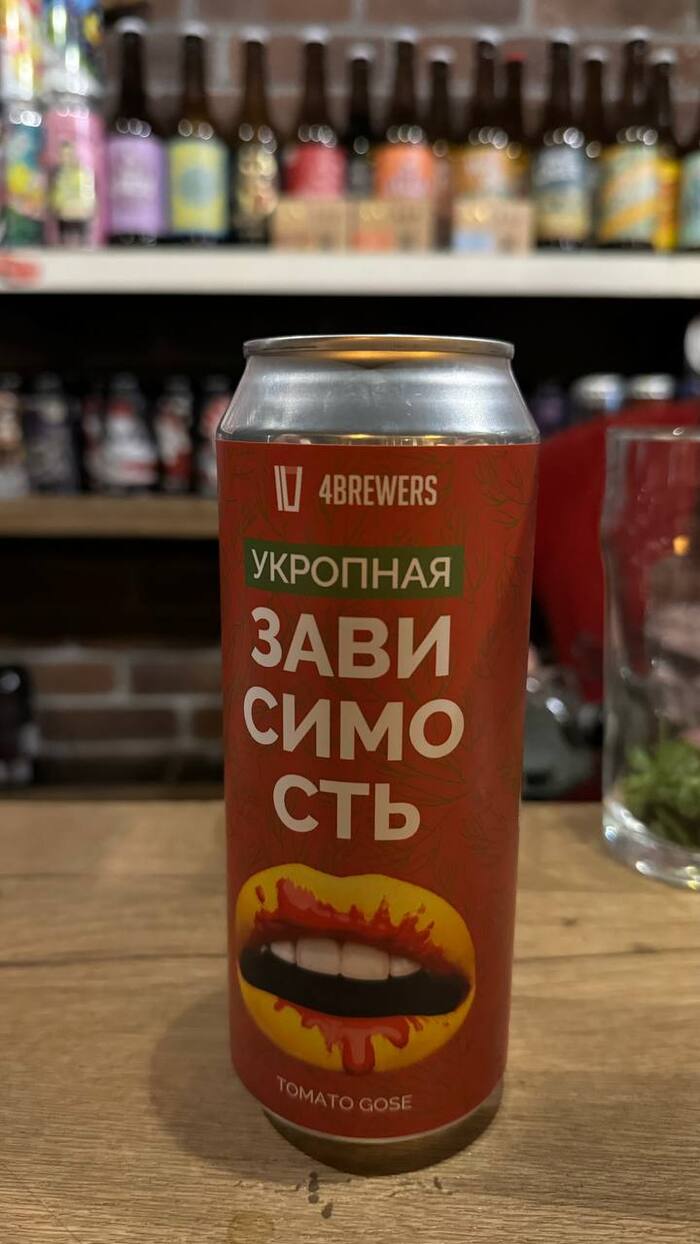 4BREWERS
УКРОПНАЯ
ЗАВИ
СИМО
СТЬ
TOMATO GOSE